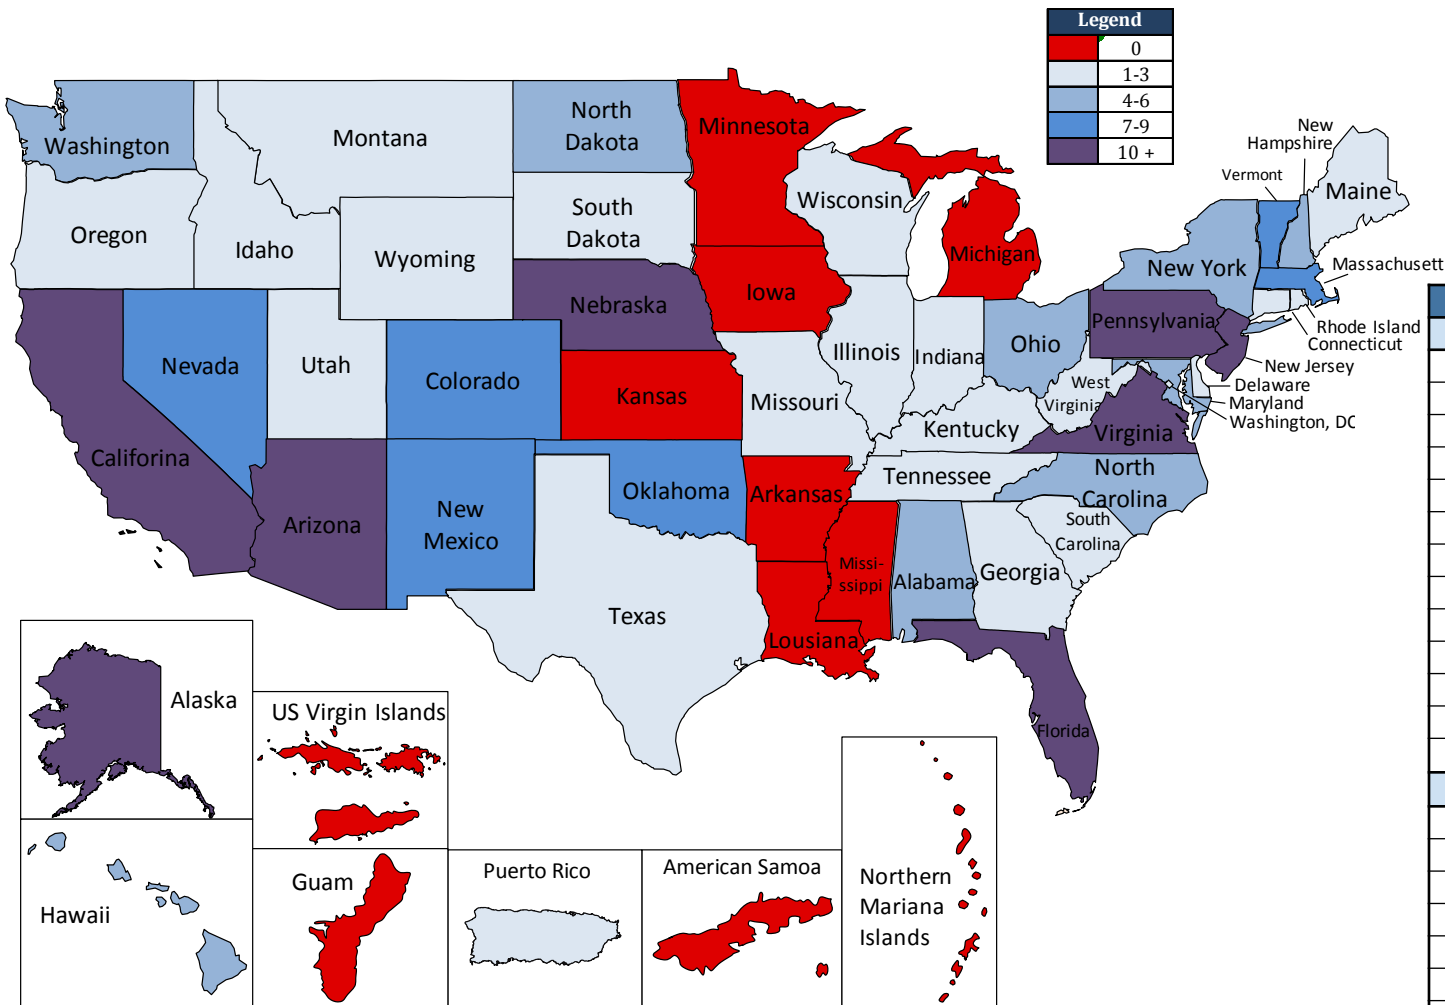 Legend
0
1-3
4-6
7-9
10 +
Washington
Montana
North
Dakota
Minnesota
New
Hampshire
Vermont
Maine
Oregon
Idaho
Wyoming
South
Dakota
Wisconsin
Michigan
New York
Massachusett
Nebraska
Iowa
Pennsylvania
Rhode Island
Connecticut
Nevada
Utah
Colorado
Kansas
Missouri
Illinois
Indiana
Ohio
West
Virginia
New Jersey
Delaware
Maryland
Washington, DC
Kentucky
Virginia
Califorina
Arizona
New
Mexico
Oklahoma
Arkansas
Tennessee
North
Carolina
South
Carolina
Texas
Lousiana
Missi-
ssippi
Alabama
Georgia
Florida
Alaska
US Virgin Islands
Hawaii
Guam
Puerto Rico
American Samoa
Northern
Mariana
Islands